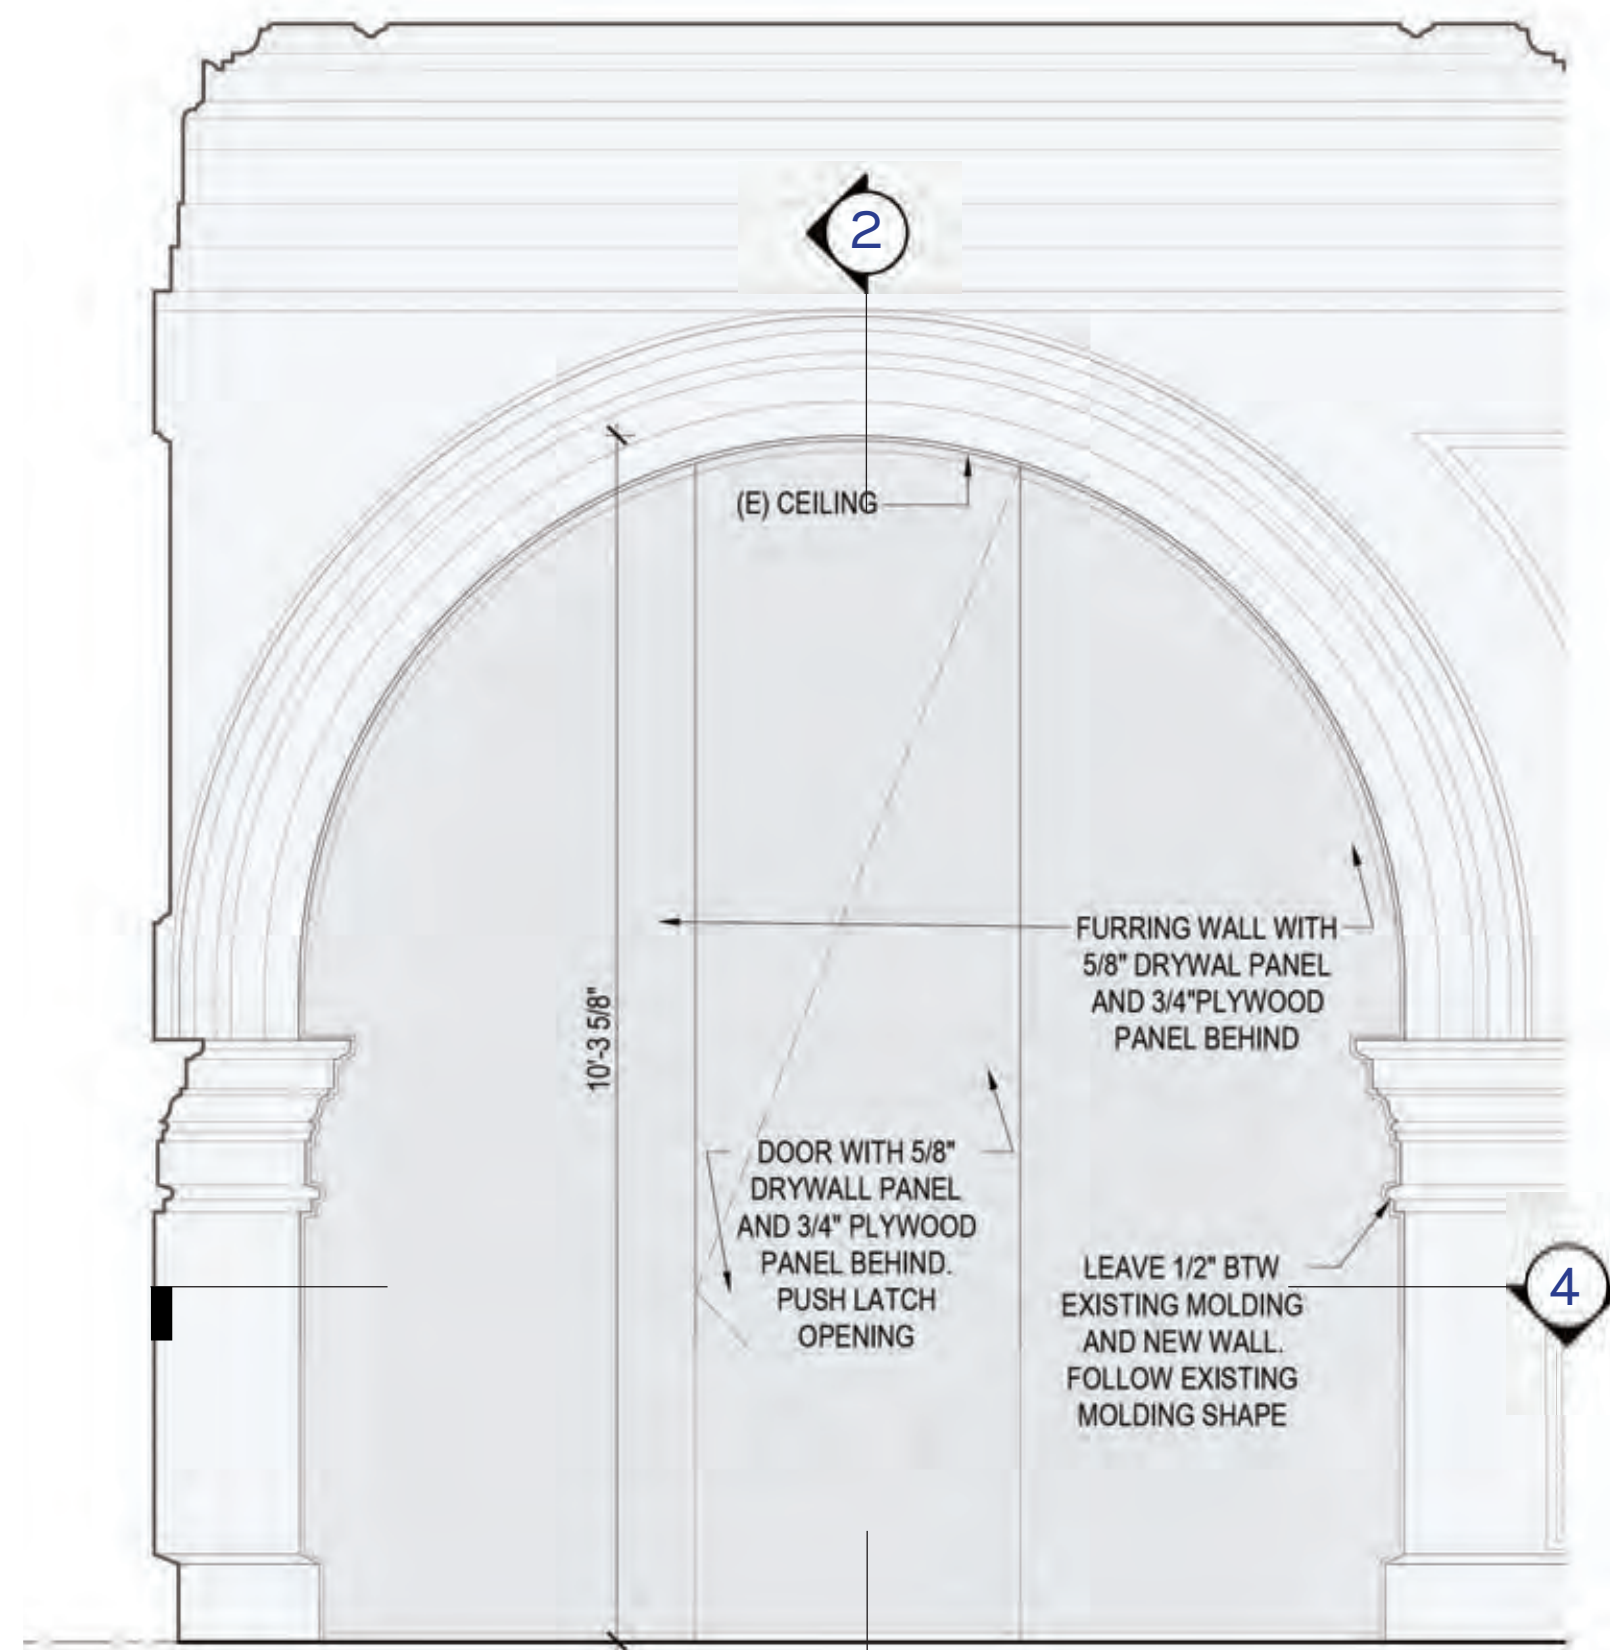 2
(E) CEILING
FURRING WALL WITH
5/8" DRYWAL PANEL
AND 3/4"PLYWOOD
PANEL BEHIND
10'-3 5/8"
DOOR WITH 5/8"
DRYWALL PANEL
AND 3/4" PLYWOOD
PANEL BEHIND.
PUSH LATCH
OPENING
LEAVE 1/2" BTW
EXISTING MOLDING
AND NEW WALL.
FOLLOW EXISTING
MOLDING SHAPE
4